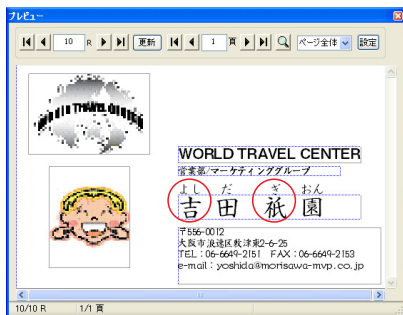 プレビュー
10 R 更新 1 頁 ページ全体 設定
WORLD TRAVEL CENTER
WORLD TRAVEL CENTER
営業部/マーケティンググループ
よし だ ぎ おん
吉田 祇園
〒556-0012
大阪市浪速区敷津東2-6-25
TEL:06-6649-2151 FAX:06-6649-2153
e-mail:yoshida@morisawa-mvp.co.jp
10/10 R 1/1 頁